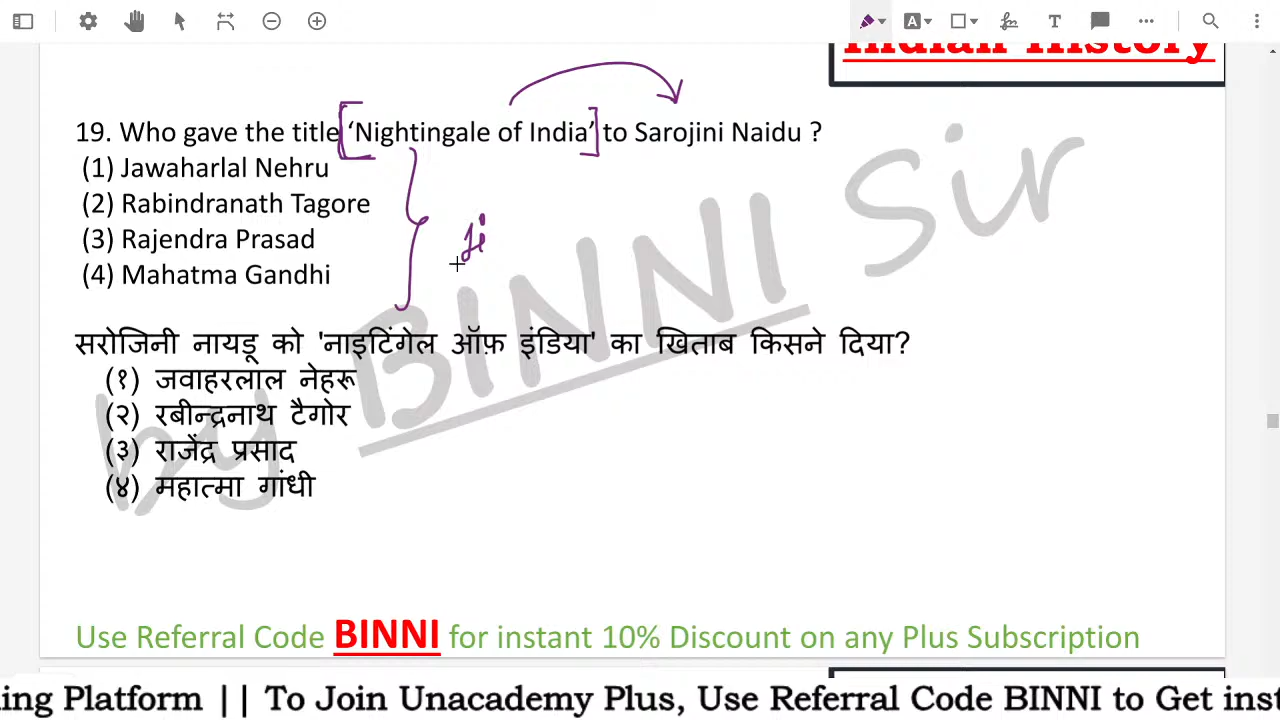 Indian History
19. Who gave the title 'Nightingale of India' to Sarojini Naidu ?
(1) Jawaharlal Nehru
(2) Rabindranath Tagore
(3) Rajendra Prasad
(4) Mahatma Gandhi
सरोजिनी नायडू को 'नाइटिंगेल ऑफ़ इंडिया' का खिताब किसने दिया?
(१) जवाहरलाल नेहरू
(२) रबीन्द्रनाथ टैगोर
(३) राजेंद्र प्रसाद
(४) महात्मा गांधी
by BINNI Sir
Use Referral Code BINNI for instant 10% Discount on any Plus Subscription
ning Platform || To Join Unacademy Plus, Use Referral Code BINNI to Get inst